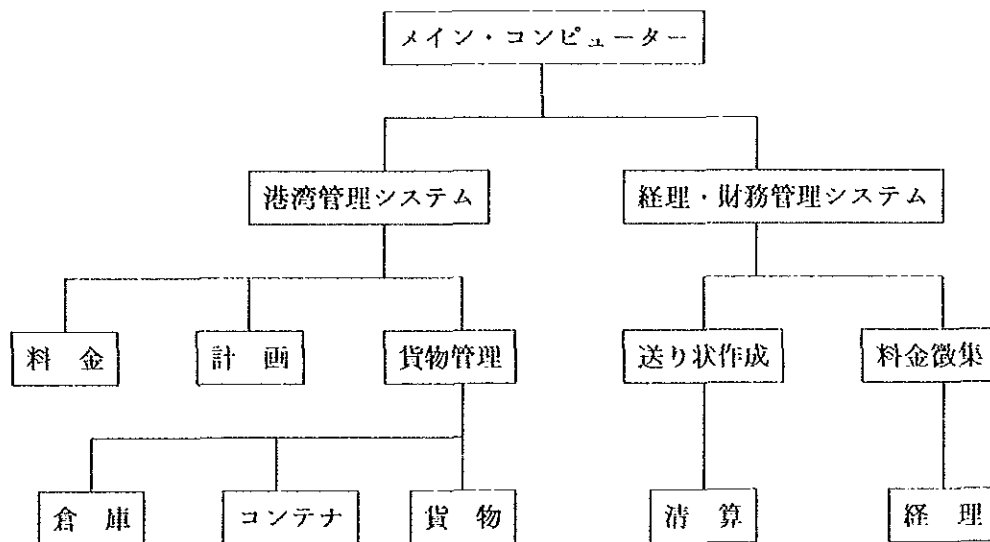 メイン・コンピューター
港湾管理システム
経理・財務管理システム
料　金
計　画
貨物管理
送り状作成
料金徴集
倉　庫
コンテナ
貨　物
清　算
経　理